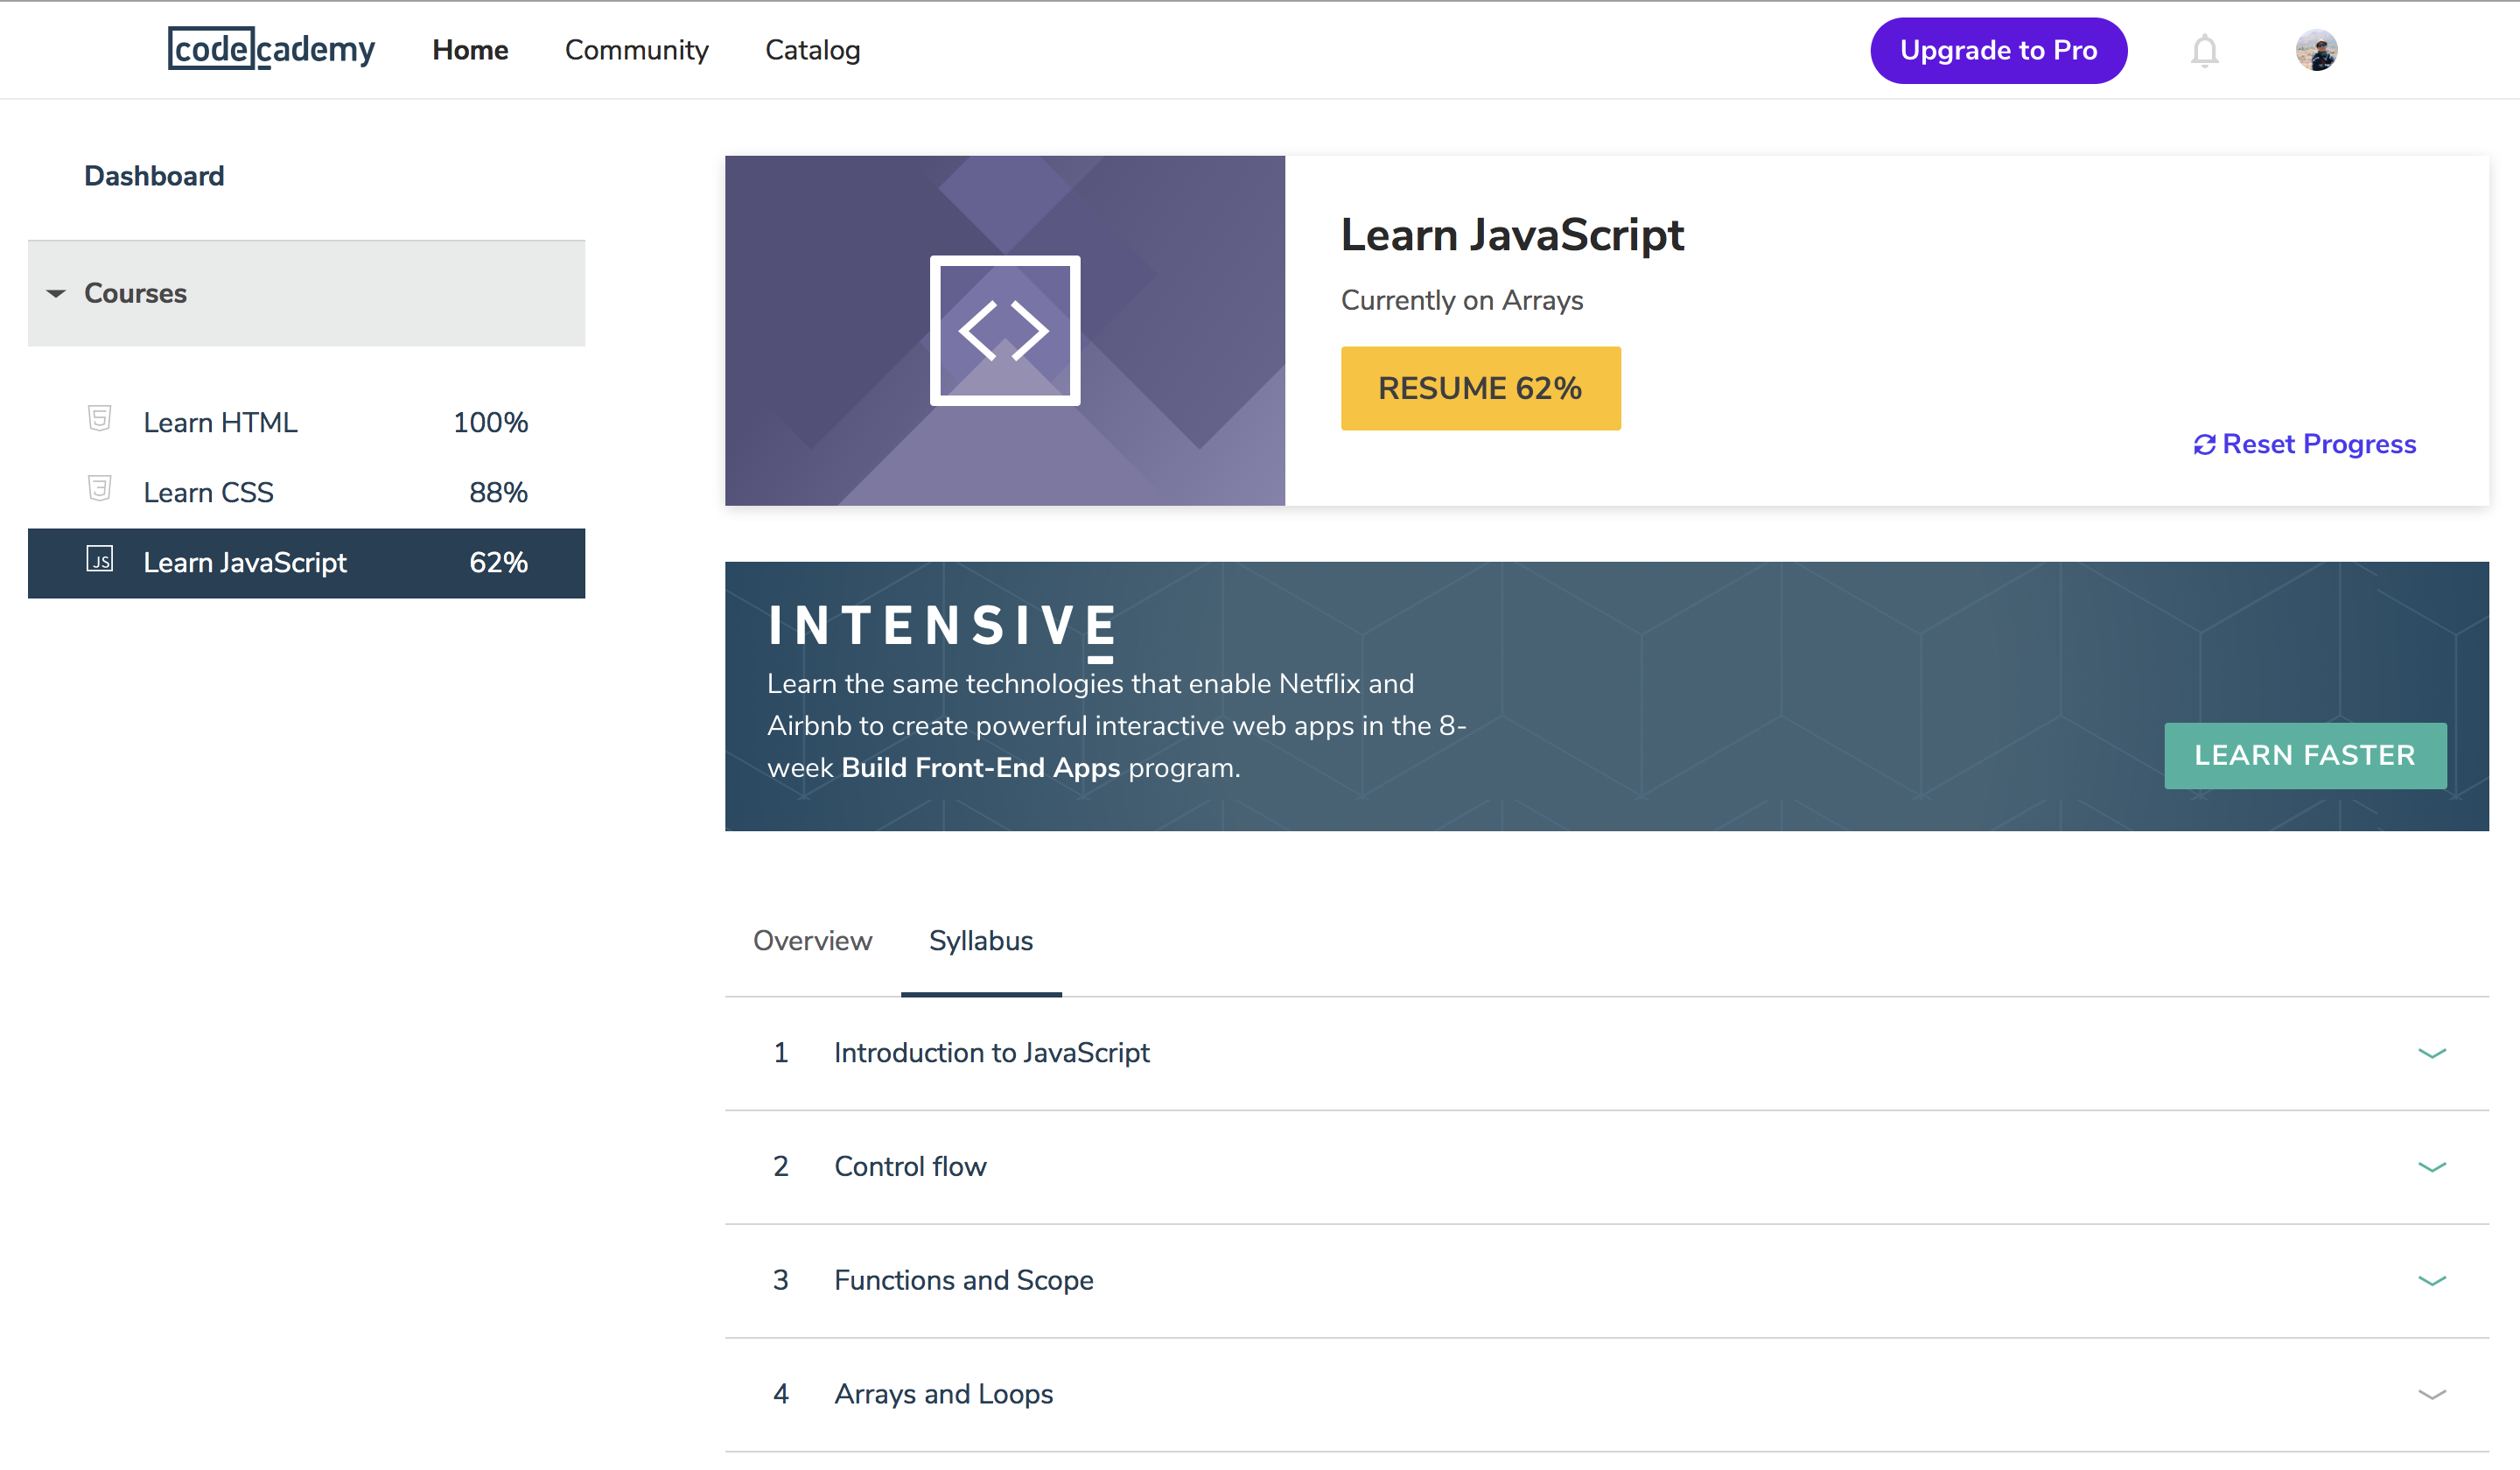 codecademy
Home
Community
Catalog
Upgrade to Pro
Dashboard
Courses
Learn HTML 100%
Learn CSS 88%
JS Learn JavaScript 62%
Learn JavaScript
Currently on Arrays
RESUME 62%
Reset Progress
INTENSIVE
Learn the same technologies that enable Netflix and
Airbnb to create powerful interactive web apps in the 8-
week Build Front-End Apps program.
LEARN FASTER
Overview
Syllabus
1 Introduction to JavaScript
2 Control flow
3 Functions and Scope
4 Arrays and Loops